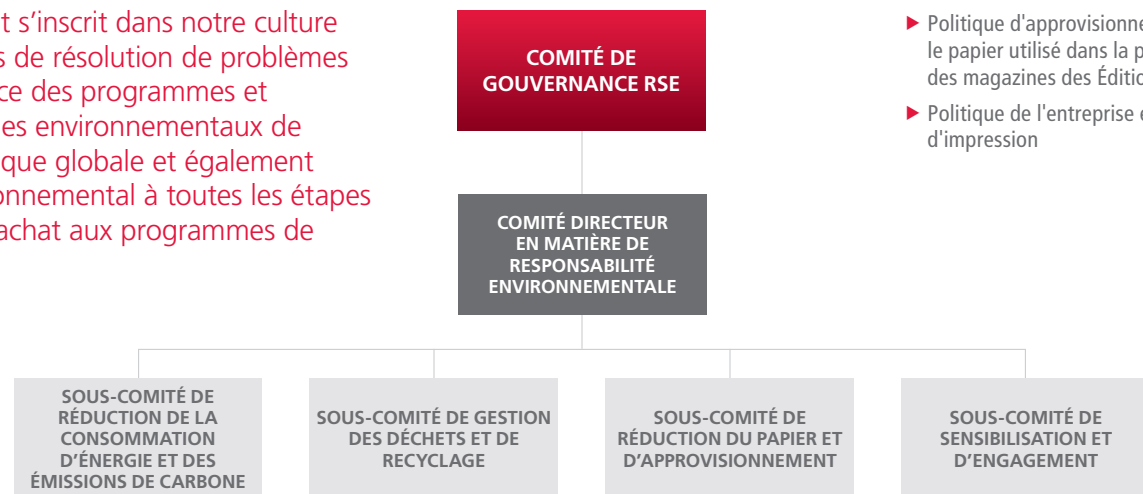 t s'inscrit dans notre culture
s de résolution de problèmes
ce des programmes et
es environnementaux de
que globale et également
onnemental à toutes les étapes
achat aux programmes de
COMITÉ DE
GOUVERNANCE RSE
▶ Politique d'approvisionne
le papier utilisé dans la p
des magazines des Éditio
▶ Politique de l'entreprise e
d'impression
COMITÉ DIRECTEUR
EN MATIÈRE DE
RESPONSABILITÉ
ENVIRONNEMENTALE
SOUS-COMITÉ DE
RÉDUCTION DE LA
CONSOMMATION
D'ÉNERGIE ET DES
ÉMISSIONS DE CARBONE
SOUS-COMITÉ DE GESTION
DES DÉCHETS ET DE
RECYCLAGE
SOUS-COMITÉ DE
RÉDUCTION DU PAPIER ET
D'APPROVISIONNEMENT
SOUS-COMITÉ DE
SENSIBILISATION ET
D'ENGAGEMENT